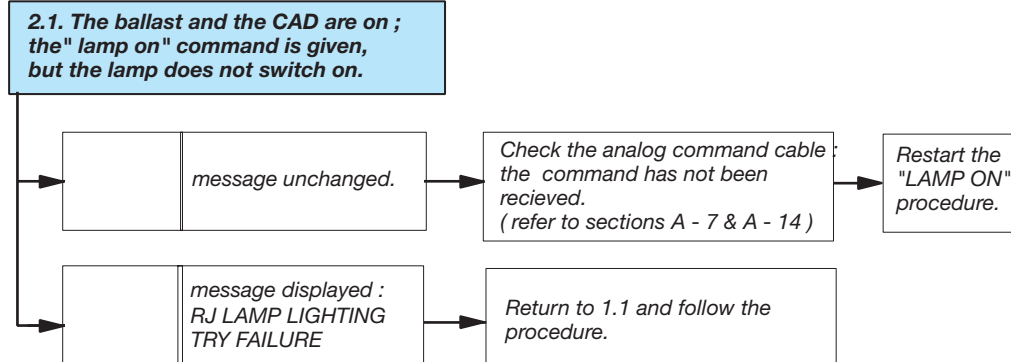 2.1. The ballast and the CAD are on ;
the" lamp on" command is given,
but the lamp does not switch on.
message unchanged.
Check the analog command cable :
the command has not been
recieved.
( refer to sections A - 7 & A - 14 )
Restart the
"LAMP ON"
procedure.
message displayed :
RJ LAMP LIGHTING
TRY FAILURE
Return to 1.1 and follow the
procedure.